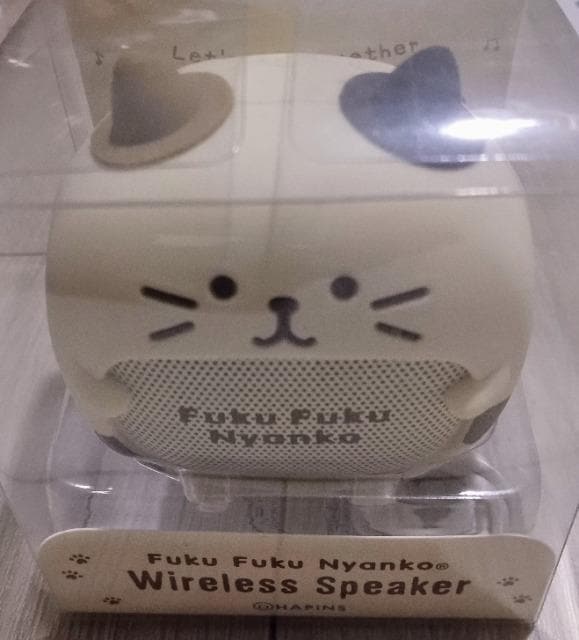 Fuku Fuku
Nyanko
Fuku Fuku Nyanko®
Wireless Speaker
©HAPINS